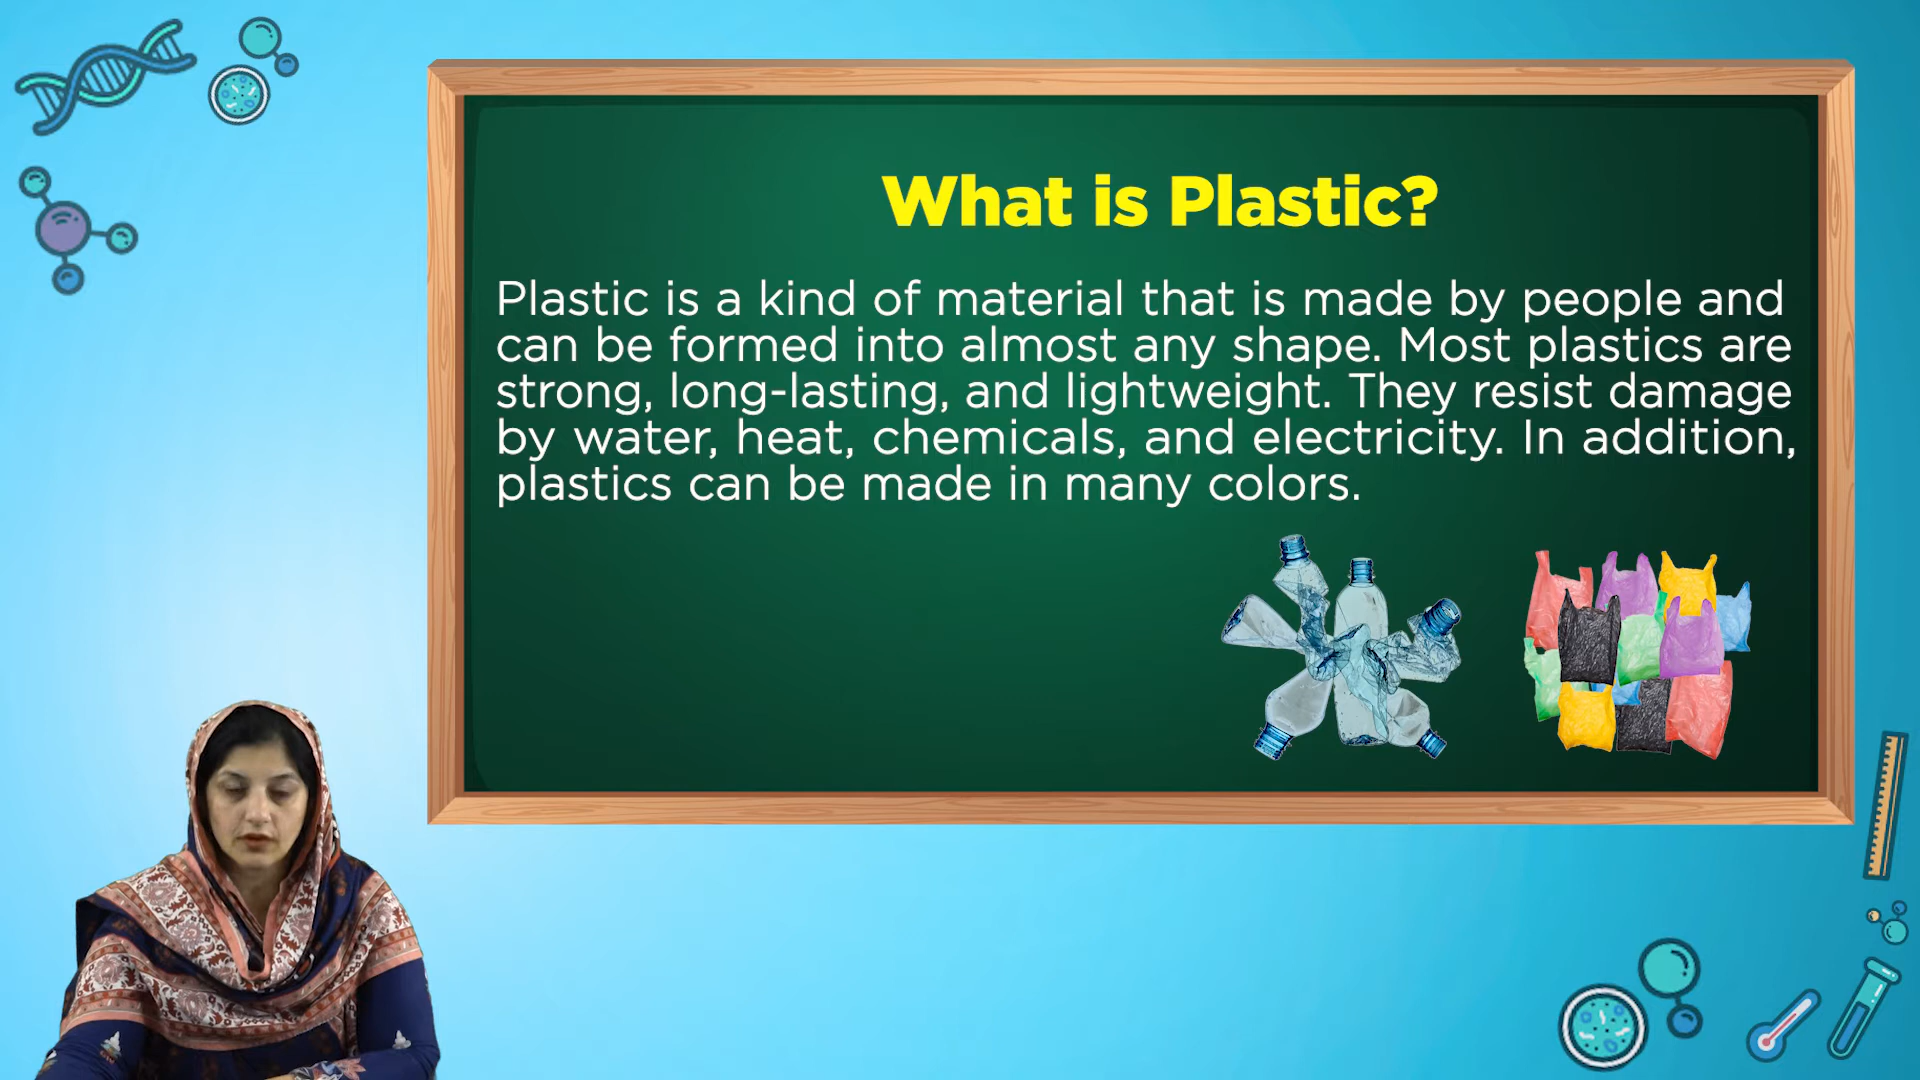 What is Plastic?
Plastic is a kind of material that is made by people and
can be formed into almost any shape. Most plastics are
strong, long-lasting, and lightweight. They resist damage
by water, heat, chemicals, and electricity. In addition,
plastics can be made in many colors.